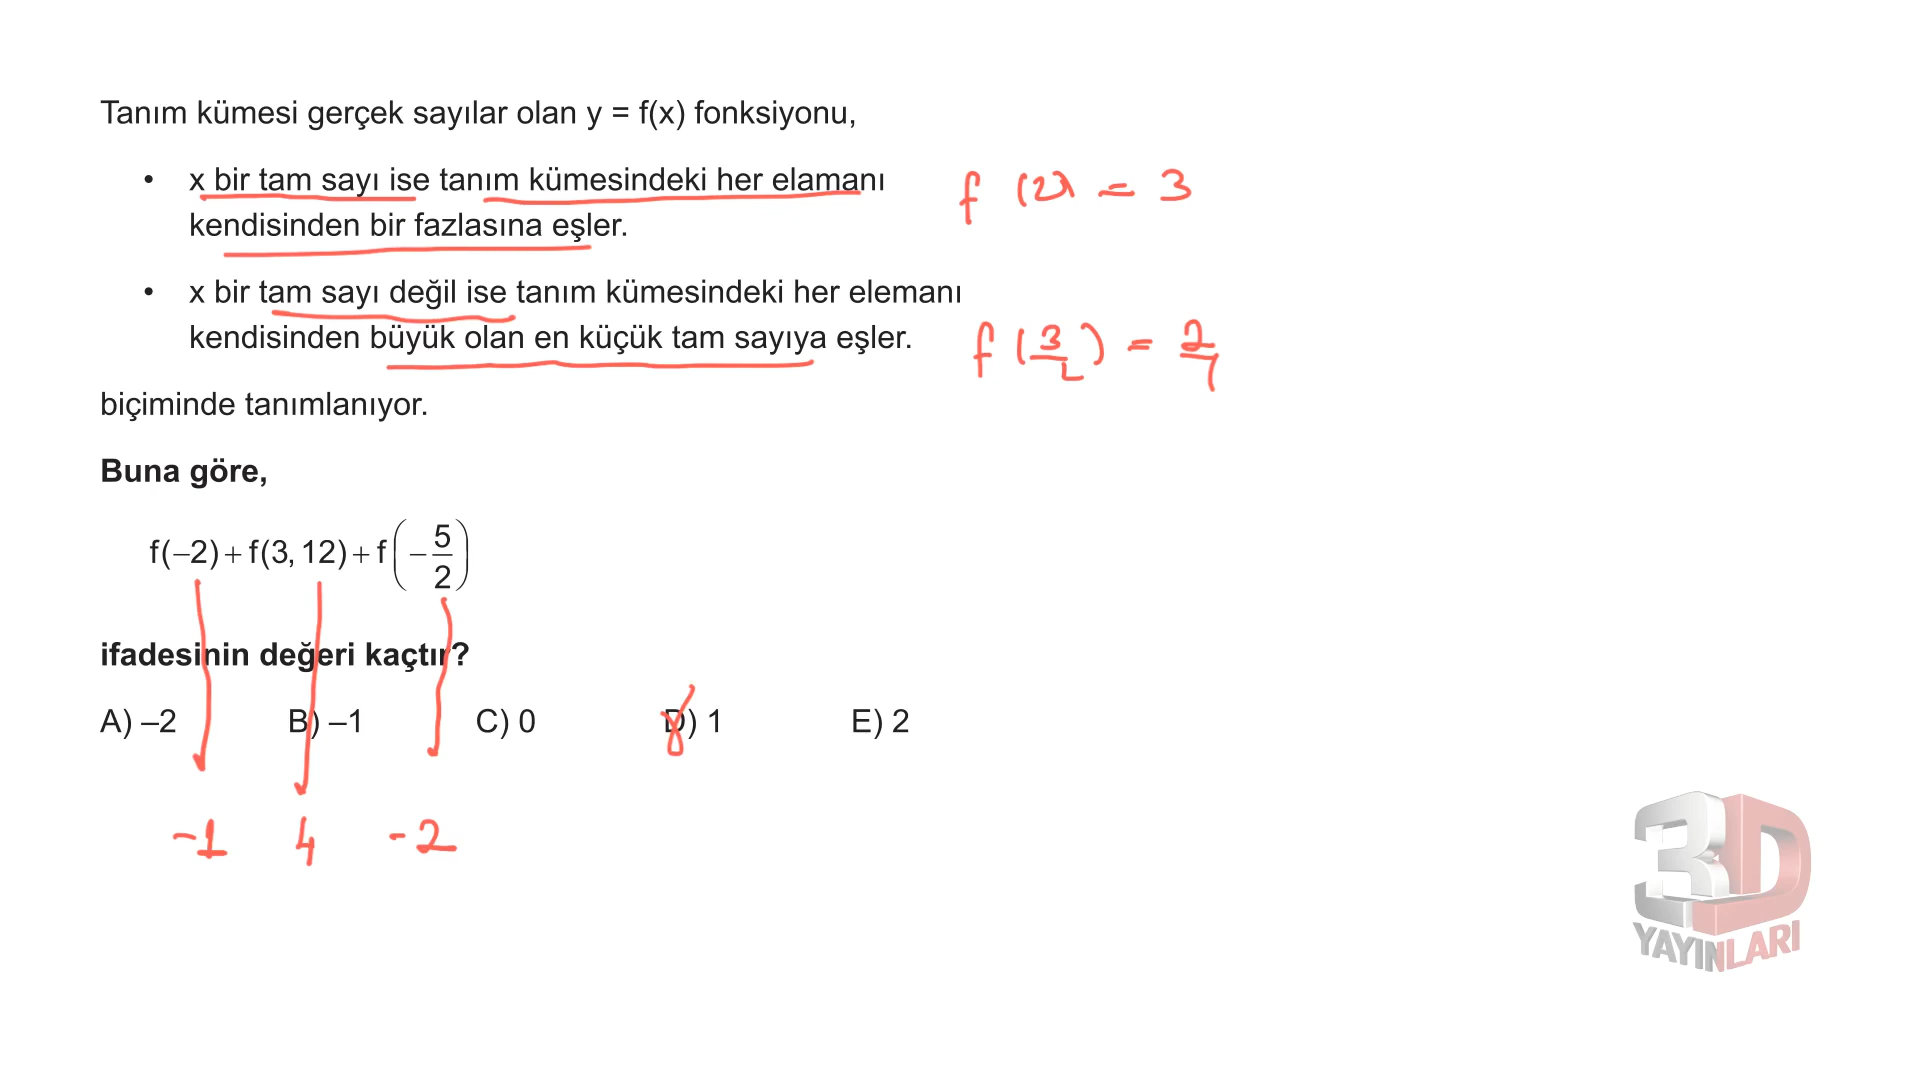 Tanım kümesi gerçek sayılar olan y = f(x) fonksiyonu,
• x bir tam sayı ise tanım kümesindeki her elamanı
kendisinden bir fazlasına eşler.
f (2) = 3
• x bir tam sayı değil ise tanım kümesindeki her elemanı
kendisinden büyük olan en küçük tam sayıya eşler.
f (3/2) = 2
biçiminde tanımlanıyor.
Buna göre,
f(–2) + f(3, 12) + f(–5/2)
ifadesinin değeri kaçtır?
A) –2 B) –1 C) 0 D) 1 E) 2
-1 4 -2
3D
YAYINLARI